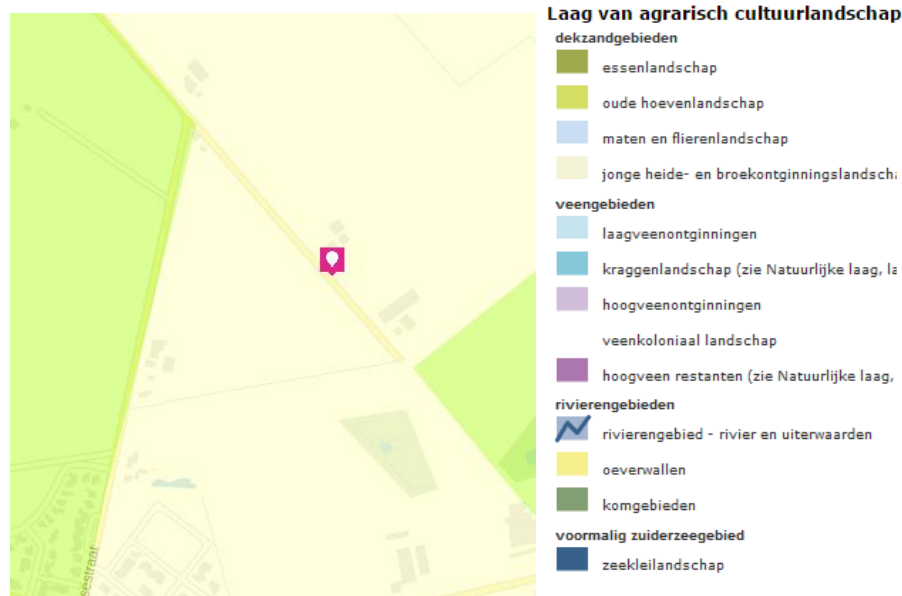 Laag van agrarisch cultuurlandschap
dekzandgebieden
essenlandschap
oude hoevenlandschap
maten en flierenlandschap
jonge heide- en broekontginningslandscha
veengebieden
laagveenontginningen
kraggenlandschap (zie Natuurlijke laag, la
hoogveenontginningen
veenkoloniaal landschap
hoogveen restanten (zie Natuurlijke laag,
rivierengebieden
rivierengebied - rivier en uiterwaarden
oeverwallen
komgebieden
voormalig zuiderzeegebied
zeekleilandschap
sestraat